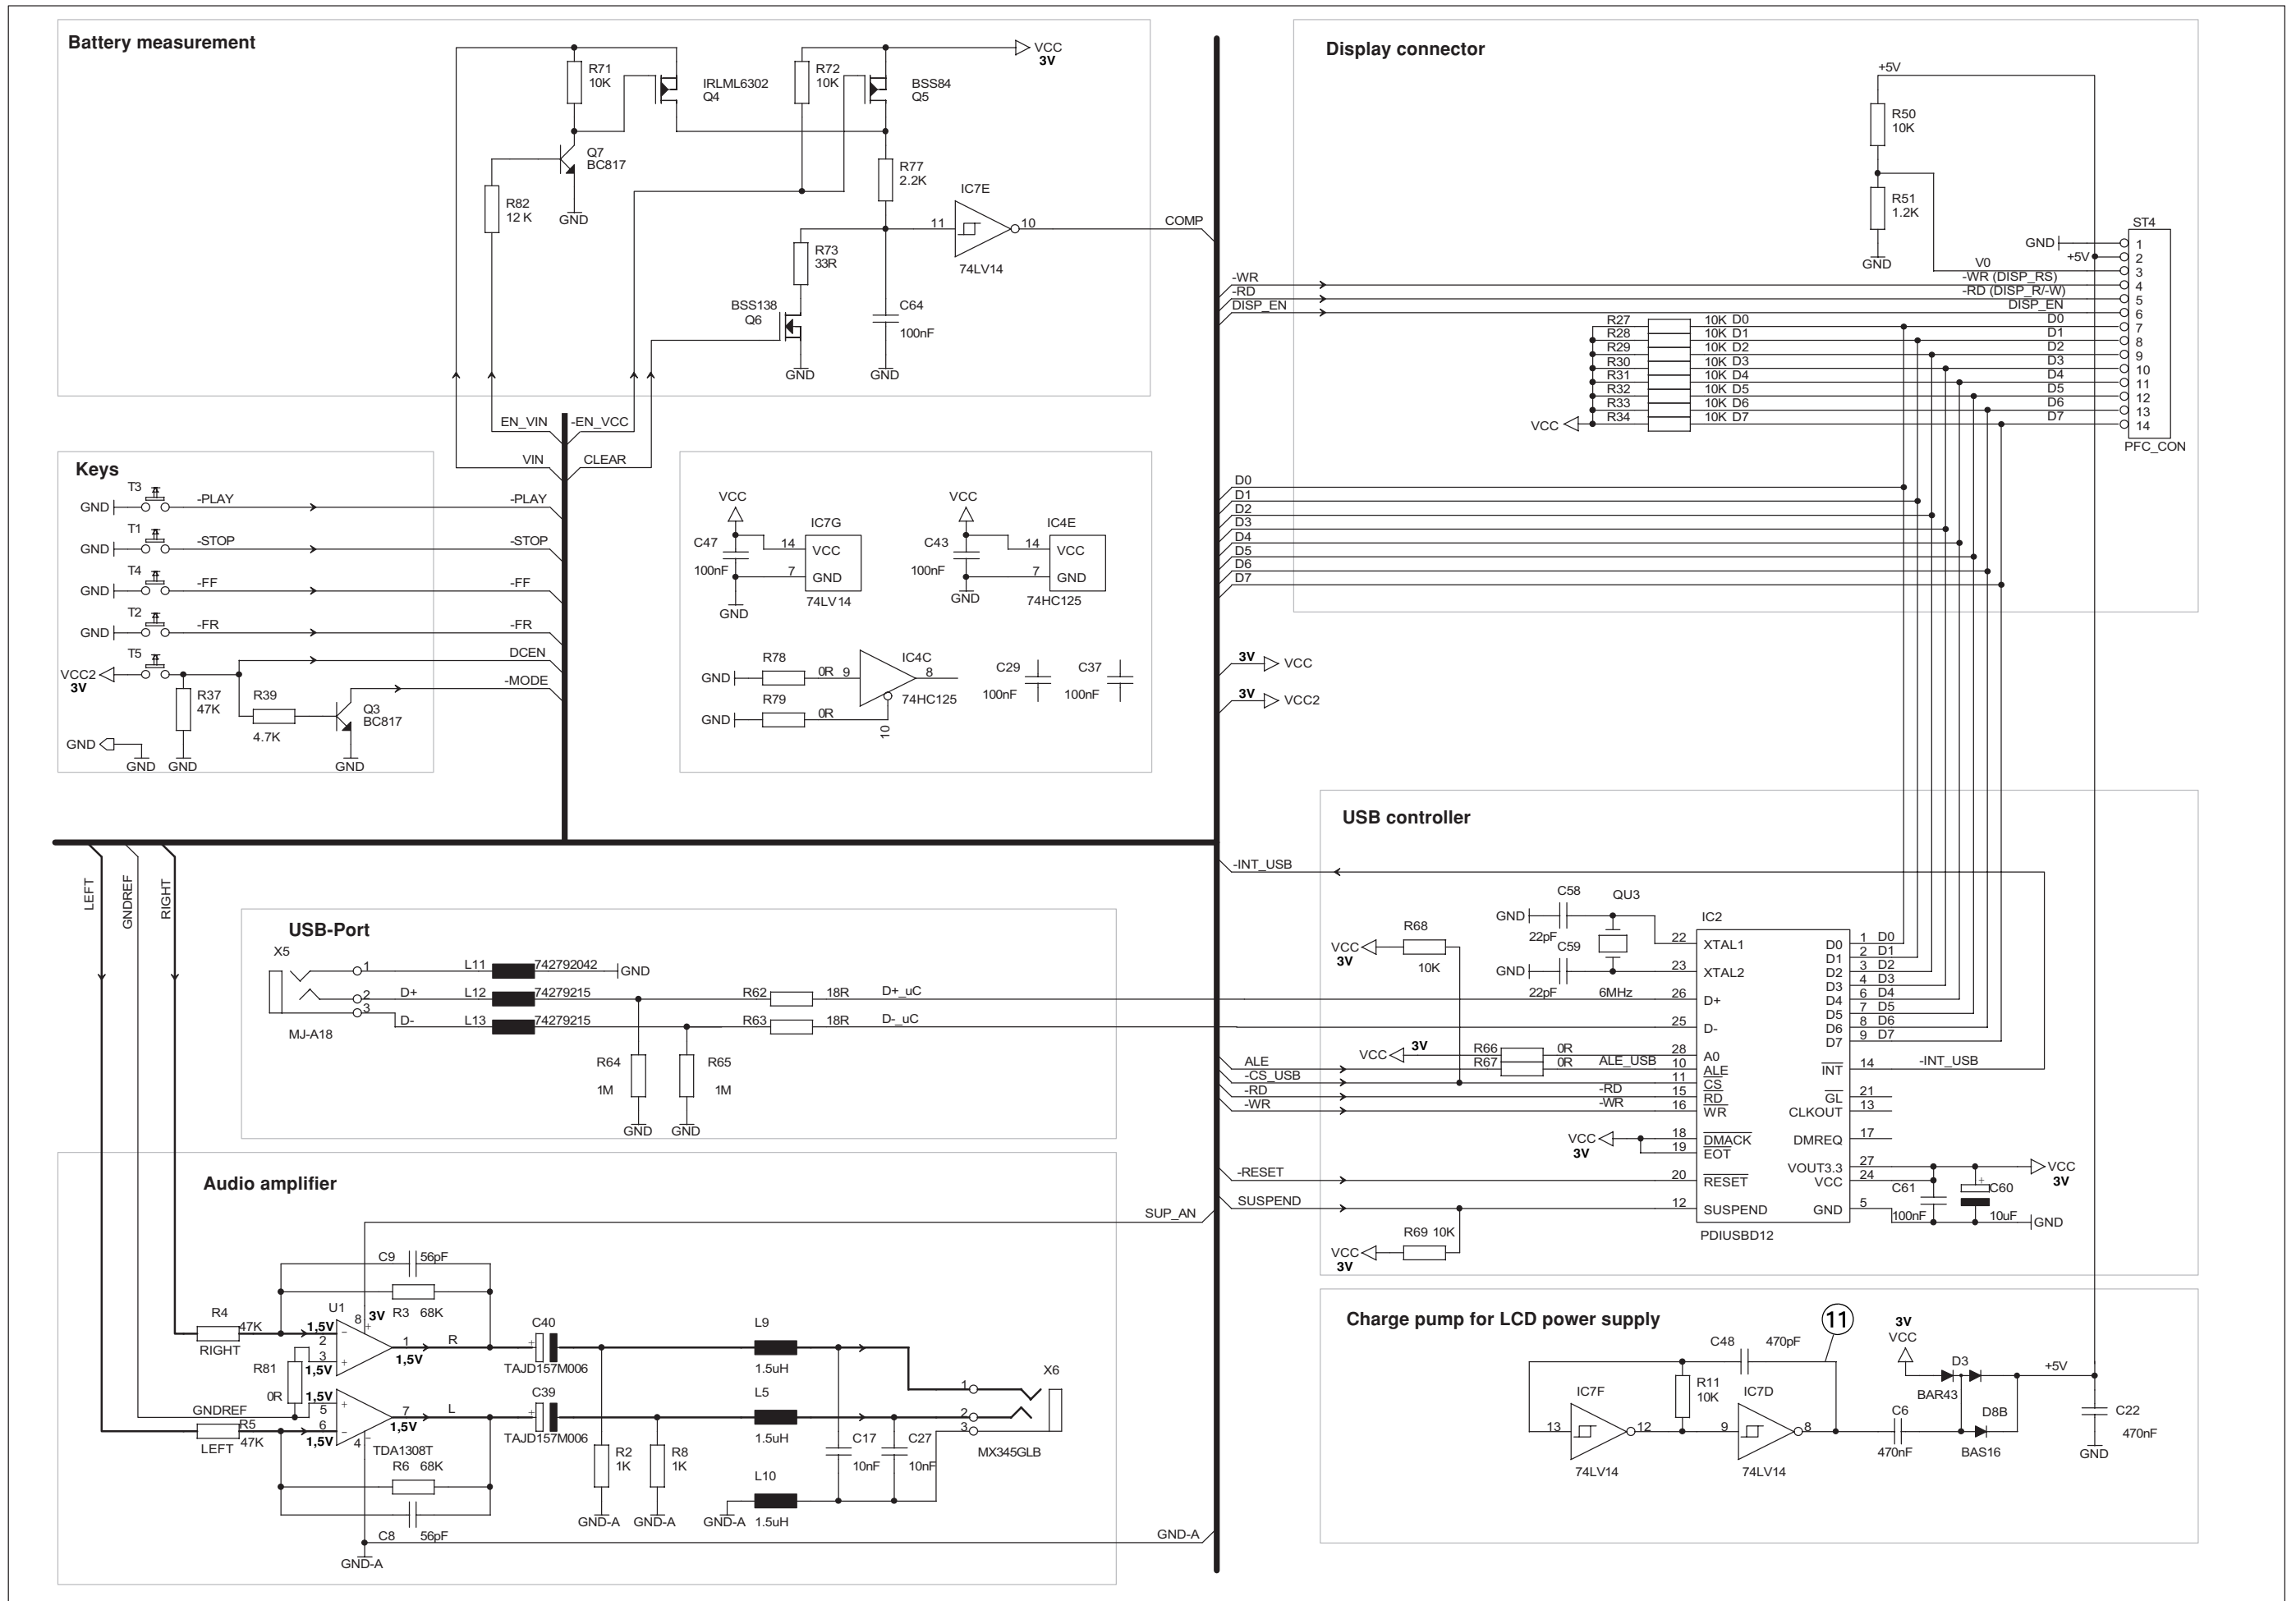 Battery measurement
R71
10K
IRLML6302
Q4
R72
10K
BSS84
Q5
VCC
3V
Q7
BC817
R82
12 K
GND
R77
2.2K
IC7E
11
10
74LV14
COMP
R73
33R
BSS138
Q6
C64
100nF
GND
GND
EN_VIN
-EN_VCC
VIN
CLEAR
Keys
T3
GND
-PLAY
-PLAY
T1
GND
-STOP
-STOP
T4
GND
-FF
-FF
T2
GND
-FR
-FR
T5
VCC2
3V
DCEN
-MODE
R37
47K
R39
4.7K
Q3
BC817
GND
GND
GND
GND
VCC
IC7G
C47
100nF
14
VCC
7
GND
74LV14
GND
VCC
IC4E
C43
100nF
14
VCC
7
GND
74HC125
GND
R78
GND
0R
9
IC4C
8
74HC125
R79
GND
0R
10
C29
100nF
C37
100nF
Display connector
+5V
R50
10K
R51
1.2K
GND
ST4
GND
1
+5V
2
V0
3
-WR
-WR (DISP_RS)
4
-RD
-RD (DISP_R/-W)
5
DISP_EN
DISP_EN
6
R27
10K D0
D0
7
R28
10K D1
D1
8
R29
10K D2
D2
9
R30
10K D3
D3
10
R31
10K D4
D4
11
R32
10K D5
D5
12
R33
10K D6
D6
13
R34
10K D7
D7
14
VCC
PFC_CON
D0
D1
D2
D3
D4
D5
D6
D7
3V
VCC
3V
VCC2
USB controller
-INT_USB
C58
QU3
GND
22pF
C59
GND
22pF
6MHz
R68
VCC
3V
10K
IC2
22
XTAL1
23
XTAL2
26
D+
25
D-
28
A0
10
ALE
11
CS
15
RD
16
WR
18
DMACK
19
EOT
20
RESET
12
SUSPEND
D0
1
D0
D1
2
D1
D2
3
D2
D3
4
D3
D4
6
D4
D5
7
D5
D6
8
D6
D7
9
D7
INT
14
-INT_USB
GL
21
CLKOUT
13
DMREQ
17
VOUT3.3
27
VCC
24
GND
5
PDIUSBD12
VCC
3V
R66
0R
ALE
R67
0R
ALE_USB
-CS_USB
-RD
-RD
-WR
-WR
VCC
3V
-RESET
SUSPEND
R69 10K
VCC
3V
C61
100nF
+
C60
10uF
VCC
3V
GND
LEFT
GNDREF
RIGHT
USB-Port
X5
1
L11
742792042
GND
2
D+
L12
74279215
R62
18R
D+_uC
3
D-
L13
74279215
R63
18R
D-_uC
MJ-A18
R64
1M
R65
1M
GND
GND
Audio amplifier
SUP_AN
C9
56pF
R3
68K
U1
8
3V
+
R4
47K
RIGHT
1,5V
2
-
3
+
1,5V
1
R
1,5V
R81
0R
1,5V
5
+
6
-
1,5V
7
L
1,5V
4
-
GNDREF
R5
LEFT
47K
TDA1308T
R6
68K
C8
56pF
GND-A
C40
+
TAJD157M006
C39
+
TAJD157M006
R2
1K
R8
1K
GND-A
GND-A
L9
1.5uH
L5
1.5uH
L10
1.5uH
GND-A
C17
10nF
C27
10nF
X6
1
2
3
MX345GLB
GND-A
Charge pump for LCD power supply
11
C48
470pF
R11
10K
IC7F
13
12
74LV14
IC7D
9
8
74LV14
3V
VCC
D3
BAR43
D8B
BAS16
C6
470nF
+5V
C22
470nF
GND